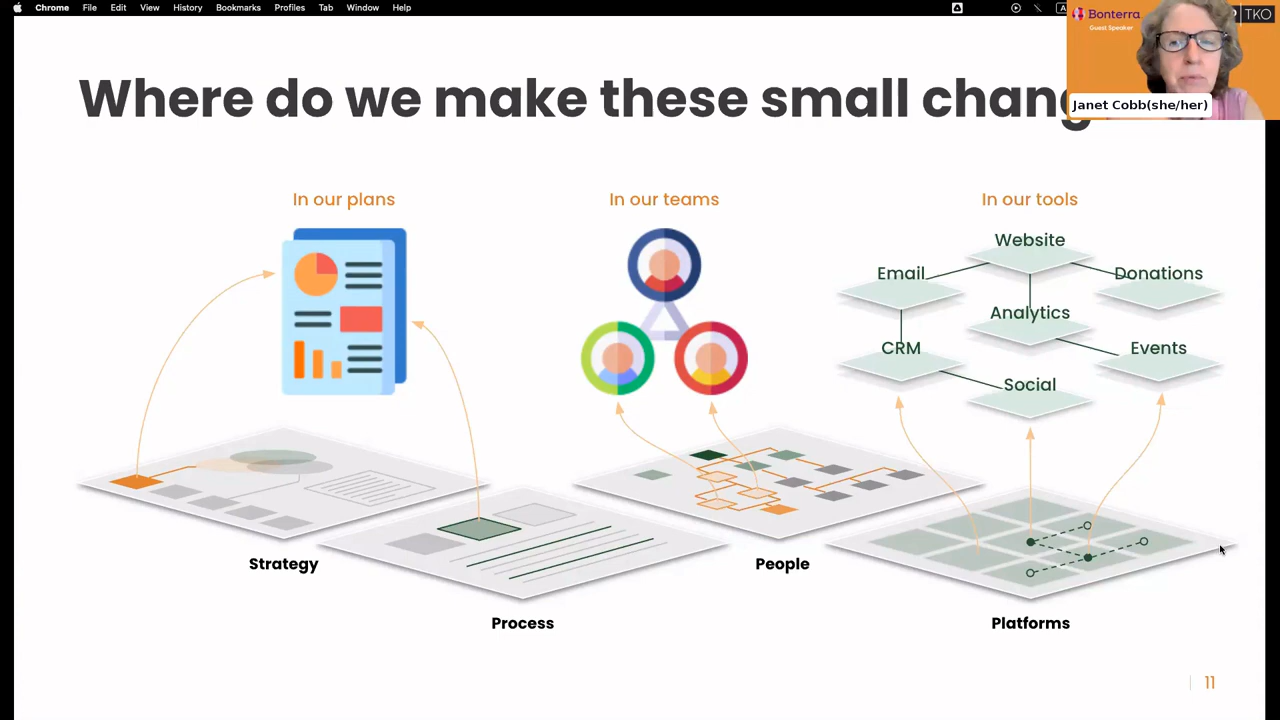 Chrome File Edit View History Bookmarks Profiles Tab Window Help
Bonterra
Guest Speaker
TKO
Janet Cobb(she/her)
Where do we make these small chang
In our plans
In our teams
In our tools
Website
Email
Donations
Analytics
CRM
Events
Social
Strategy
People
Process
Platforms
11